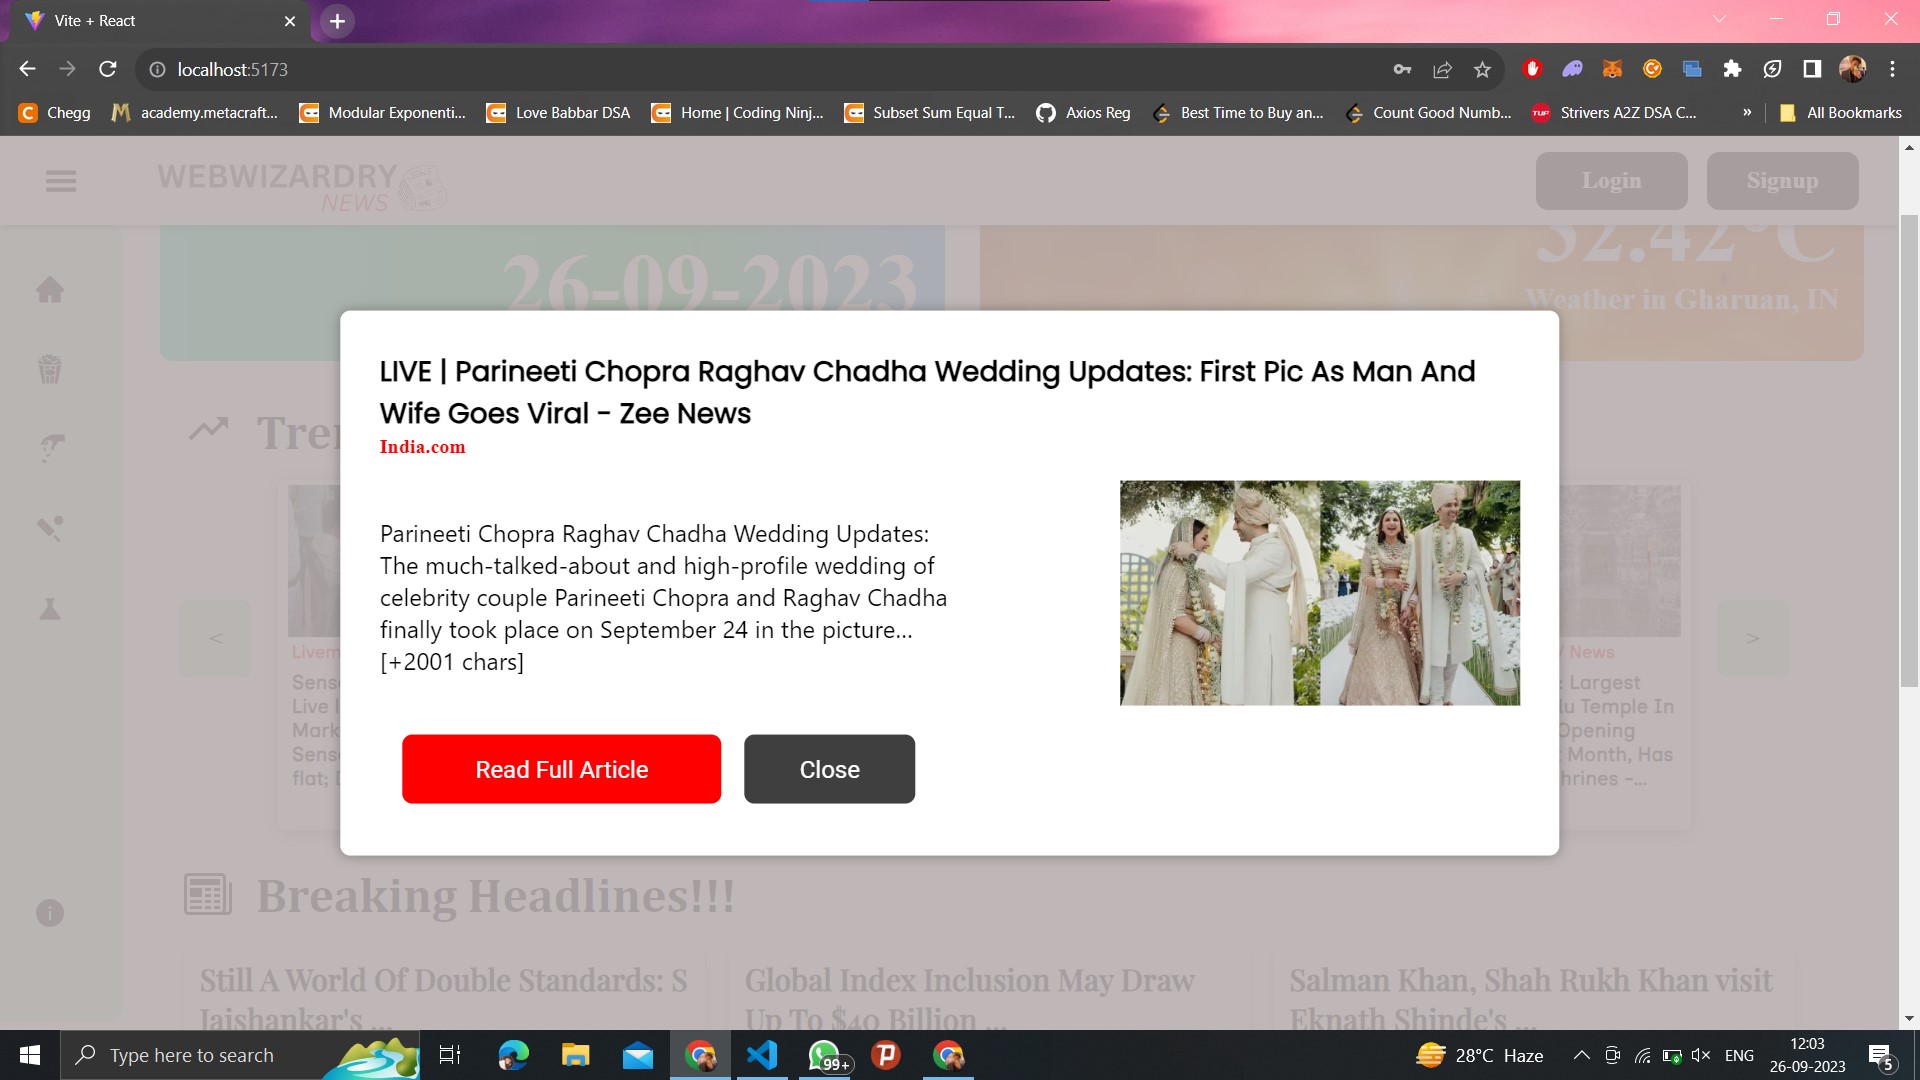 Vite + React
localhost:5173
Chegg
academy.metacraft...
Modular Exponenti...
Love Babbar DSA
Home | Coding Ninj...
Subset Sum Equal T...
Axios Reg
Best Time to Buy an...
Count Good Numb...
TUF
Strivers A2Z DSA C...
»
All Bookmarks
WEBWIZARDRY
NEWS
Login
Signup
26-09-2023
32.42°C
Weather in Gharuan, IN
LIVE | Parineeti Chopra Raghav Chadha Wedding Updates: First Pic As Man And
Wife Goes Viral - Zee News
India.com
Parineeti Chopra Raghav Chadha Wedding Updates:
The much-talked-about and high-profile wedding of
celebrity couple Parineeti Chopra and Raghav Chadha
finally took place on September 24 in the picture...
[+2001 chars]
Read Full Article
Close
Tre
<
Livem
Sens
Live I
Mark
Sens
flat;
>
News
: Largest
lu Temple In
Opening
Month, Has
hrines -...
Breaking Headlines!!!
Still A World Of Double Standards: S
Jaishankar's ...
Global Index Inclusion May Draw
Up To $40 Billion ...
Salman Khan, Shah Rukh Khan visit
Eknath Shinde's ...
Type here to search
99+
28°C Haze
ENG
12:03
26-09-2023
5